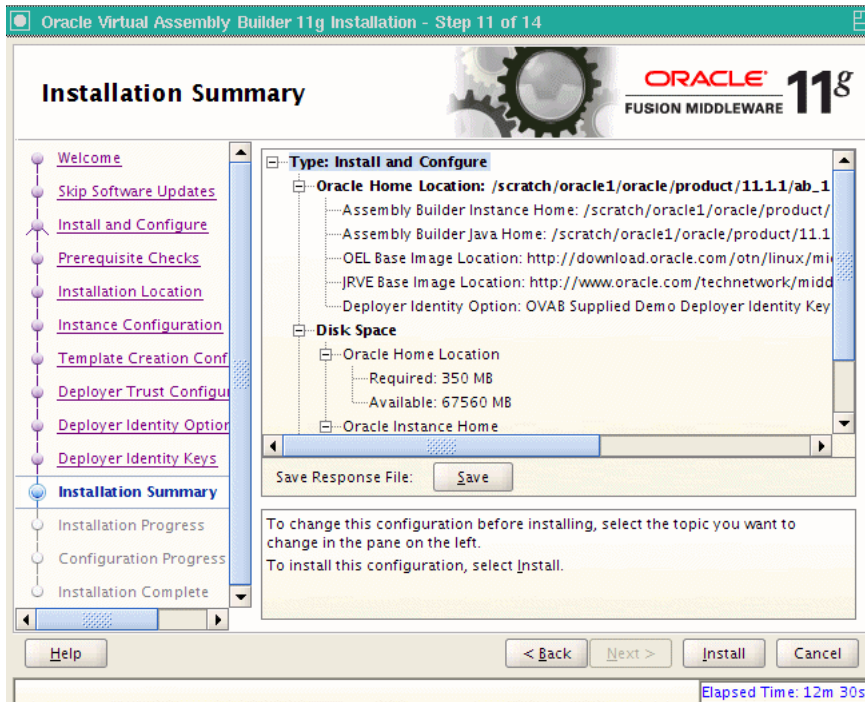 Oracle Virtual Assembly Builder 11g Installation - Step 11 of 14
Installation Summary
ORACLE
FUSION MIDDLEWARE
11g
Welcome
Skip Software Updates
Install and Configure
Prerequisite Checks
Installation Location
Instance Configuration
Template Creation Conf
Deployer Trust Configu
Deployer Identity Option
Deployer Identity Keys
Installation Summary
Installation Progress
Configuration Progress
Installation Complete
Type: Install and Confgure
Oracle Home Location: /scratch/oracle1/oracle/product/11.1.1/ab_1
Assembly Builder Instance Home: /scratch/oracle1/oracle/product/
Assembly Builder Java Home: /scratch/oracle1/oracle/product/11.1
OEL Base Image Location: http://download.oracle.com/otn/linux/mi
JRVE Base Image Location: http://www.oracle.com/technetwork/midd
Deployer Identity Option: OVAB Supplied Demo Deployer Identity Key
Disk Space
Oracle Home Location
Required: 350 MB
Available: 67560 MB
Oracle Instance Home
Save Response File: Save
To change this configuration before installing, select the topic you want to
change in the pane on the left.
To install this configuration, select Install.
Help
< Back
Next >
Install
Cancel
Elapsed Time: 12m 30s